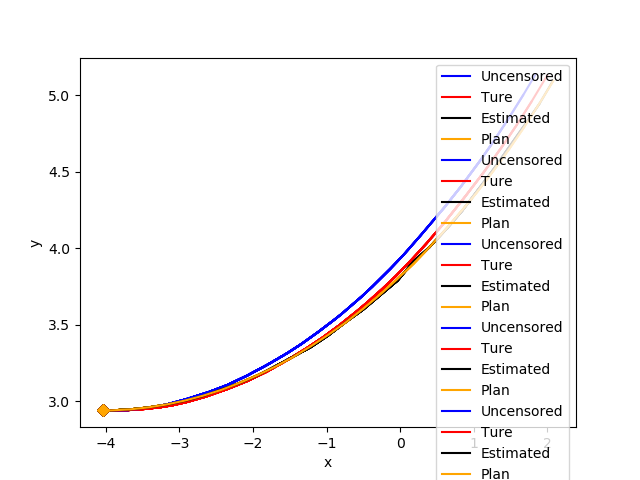 5.0
4.5
4.0
3.5
3.0
y
−4
−3
−2
−1
0
1
2
x
Uncensored
Ture
Estimated
Plan
Uncensored
Ture
Estimated
Plan
Uncensored
Ture
Estimated
Plan
Uncensored
Ture
Estimated
Plan
Uncensored
Ture
Estimated
Plan